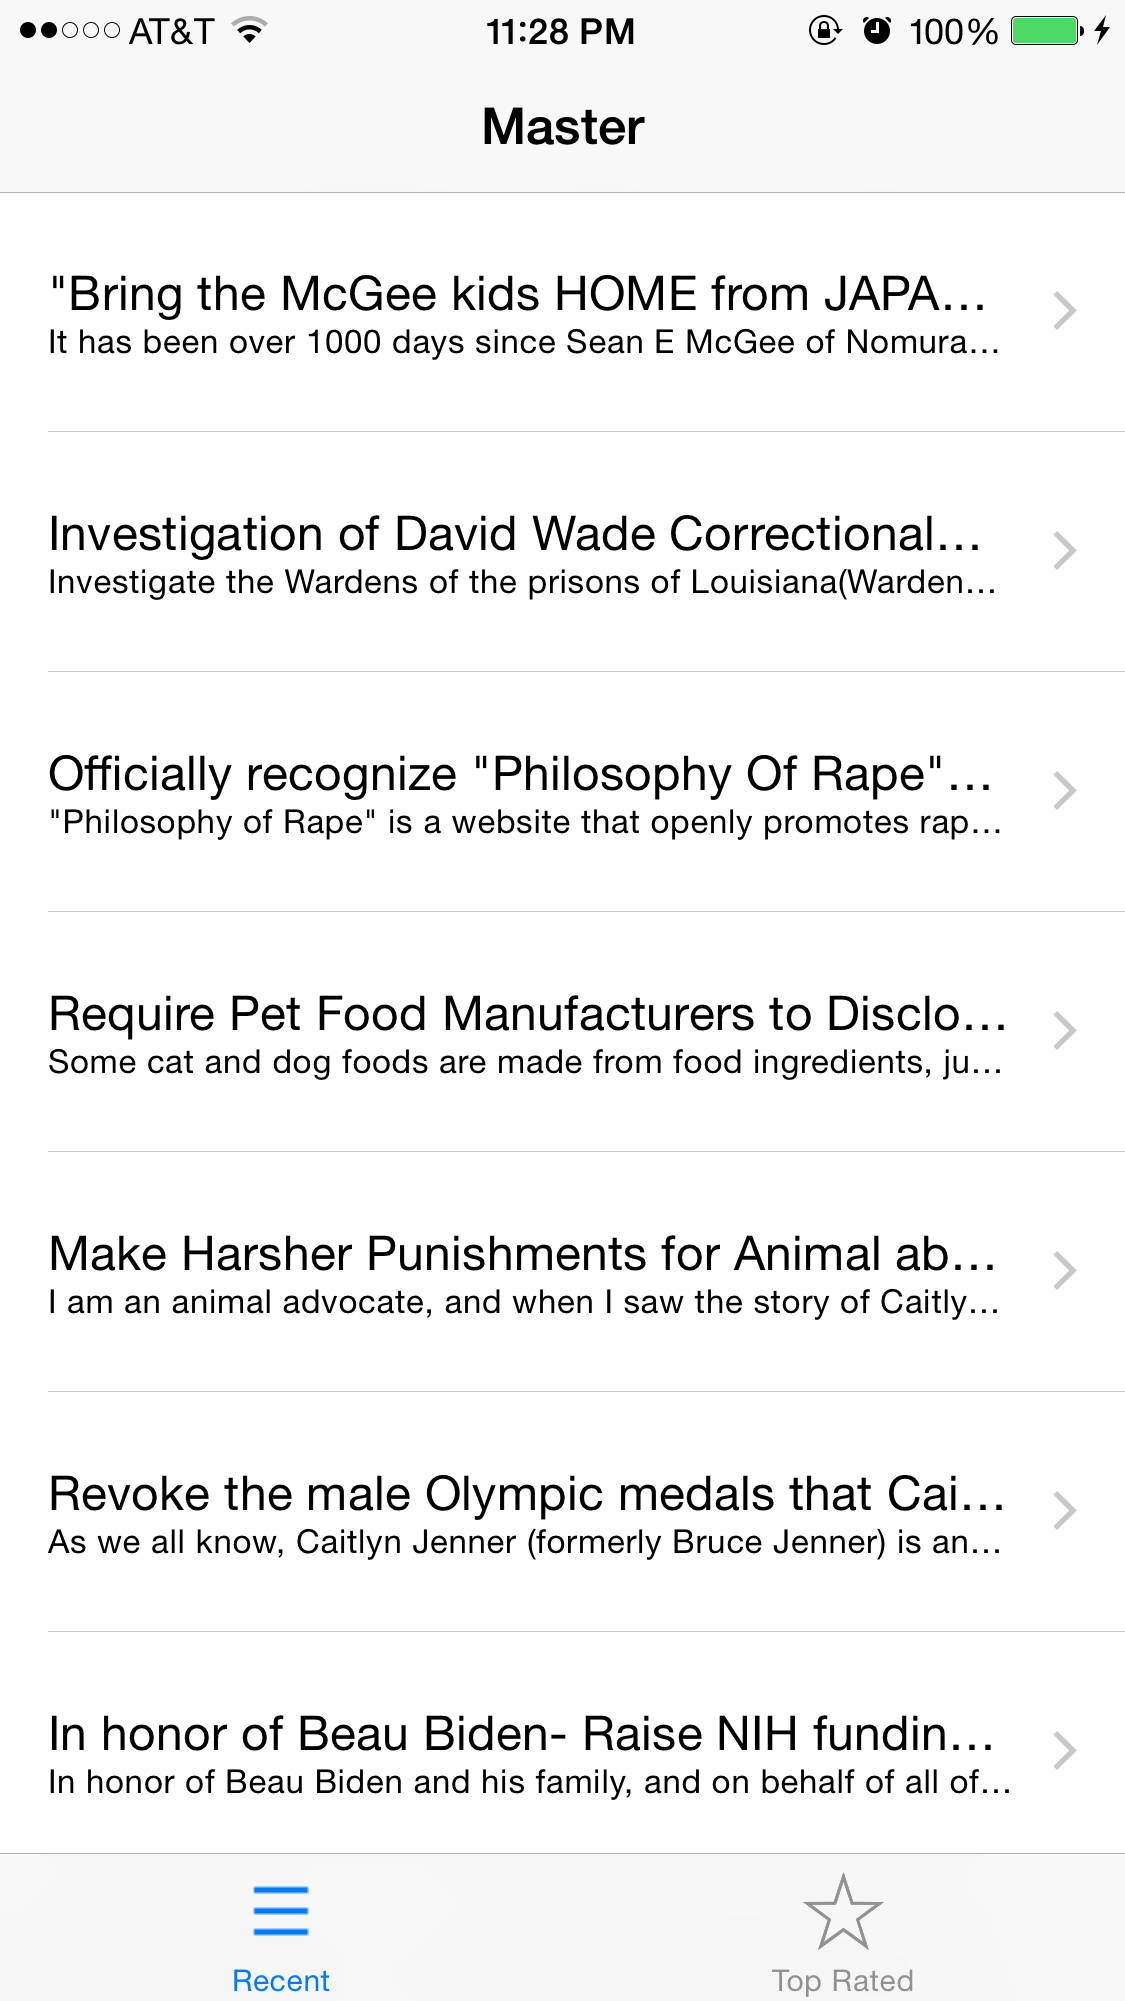 AT&T 11:28 PM 100%
Master
"Bring the McGee kids HOME from JAPA...
It has been over 1000 days since Sean E McGee of Nomura...
Investigation of David Wade Correctional...
Investigate the Wardens of the prisons of Louisiana(Warden...
Officially recognize "Philosophy Of Rape"...
"Philosophy of Rape" is a website that openly promotes rap...
Require Pet Food Manufacturers to Disclo...
Some cat and dog foods are made from food ingredients, ju...
Make Harsher Punishments for Animal ab...
I am an animal advocate, and when I saw the story of Caitly...
Revoke the male Olympic medals that Cai...
As we all know, Caitlyn Jenner (formerly Bruce Jenner) is an...
In honor of Beau Biden- Raise NIH fundin...
In honor of Beau Biden and his family, and on behalf of all of...
Recent Top Rated